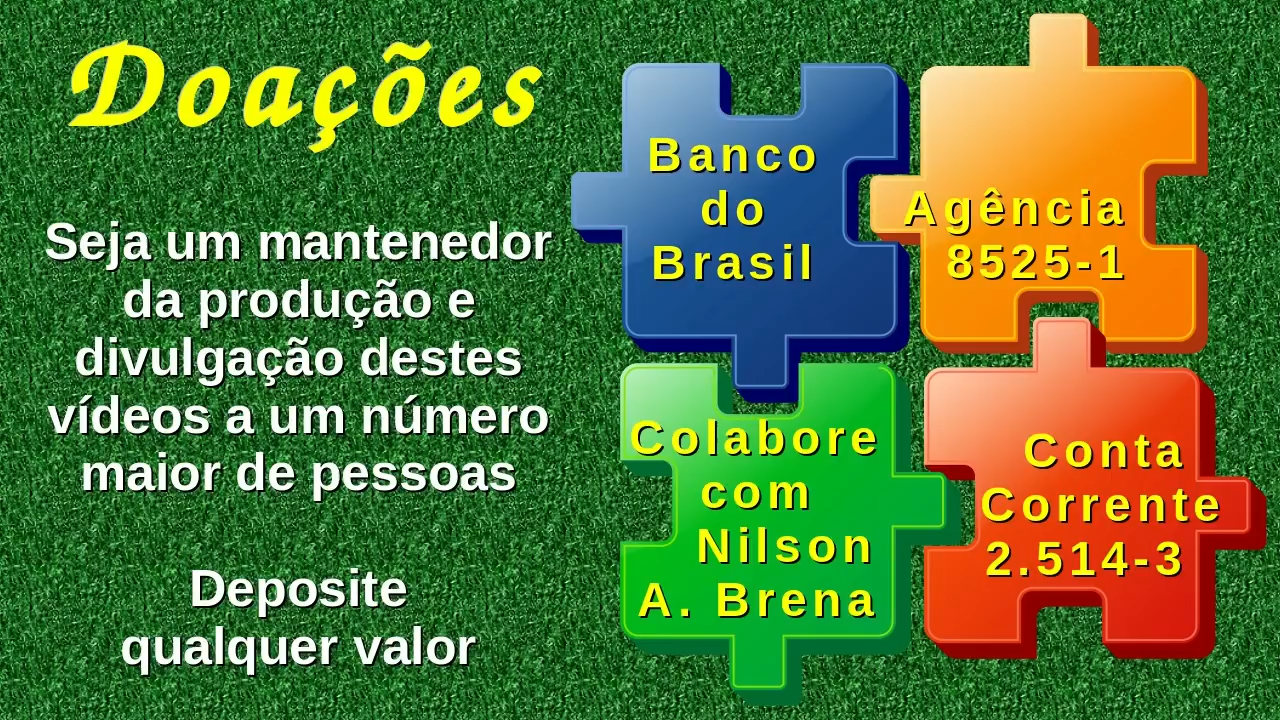 Doações
Seja um mantenedor
da produção e
divulgação destes
vídeos a um número
maior de pessoas
Deposite
qualquer valor
Banco
do
Brasil
Agência
8525-1
Colabore
com
Nilson
A. Brena
Conta
Corrente
2.514-3